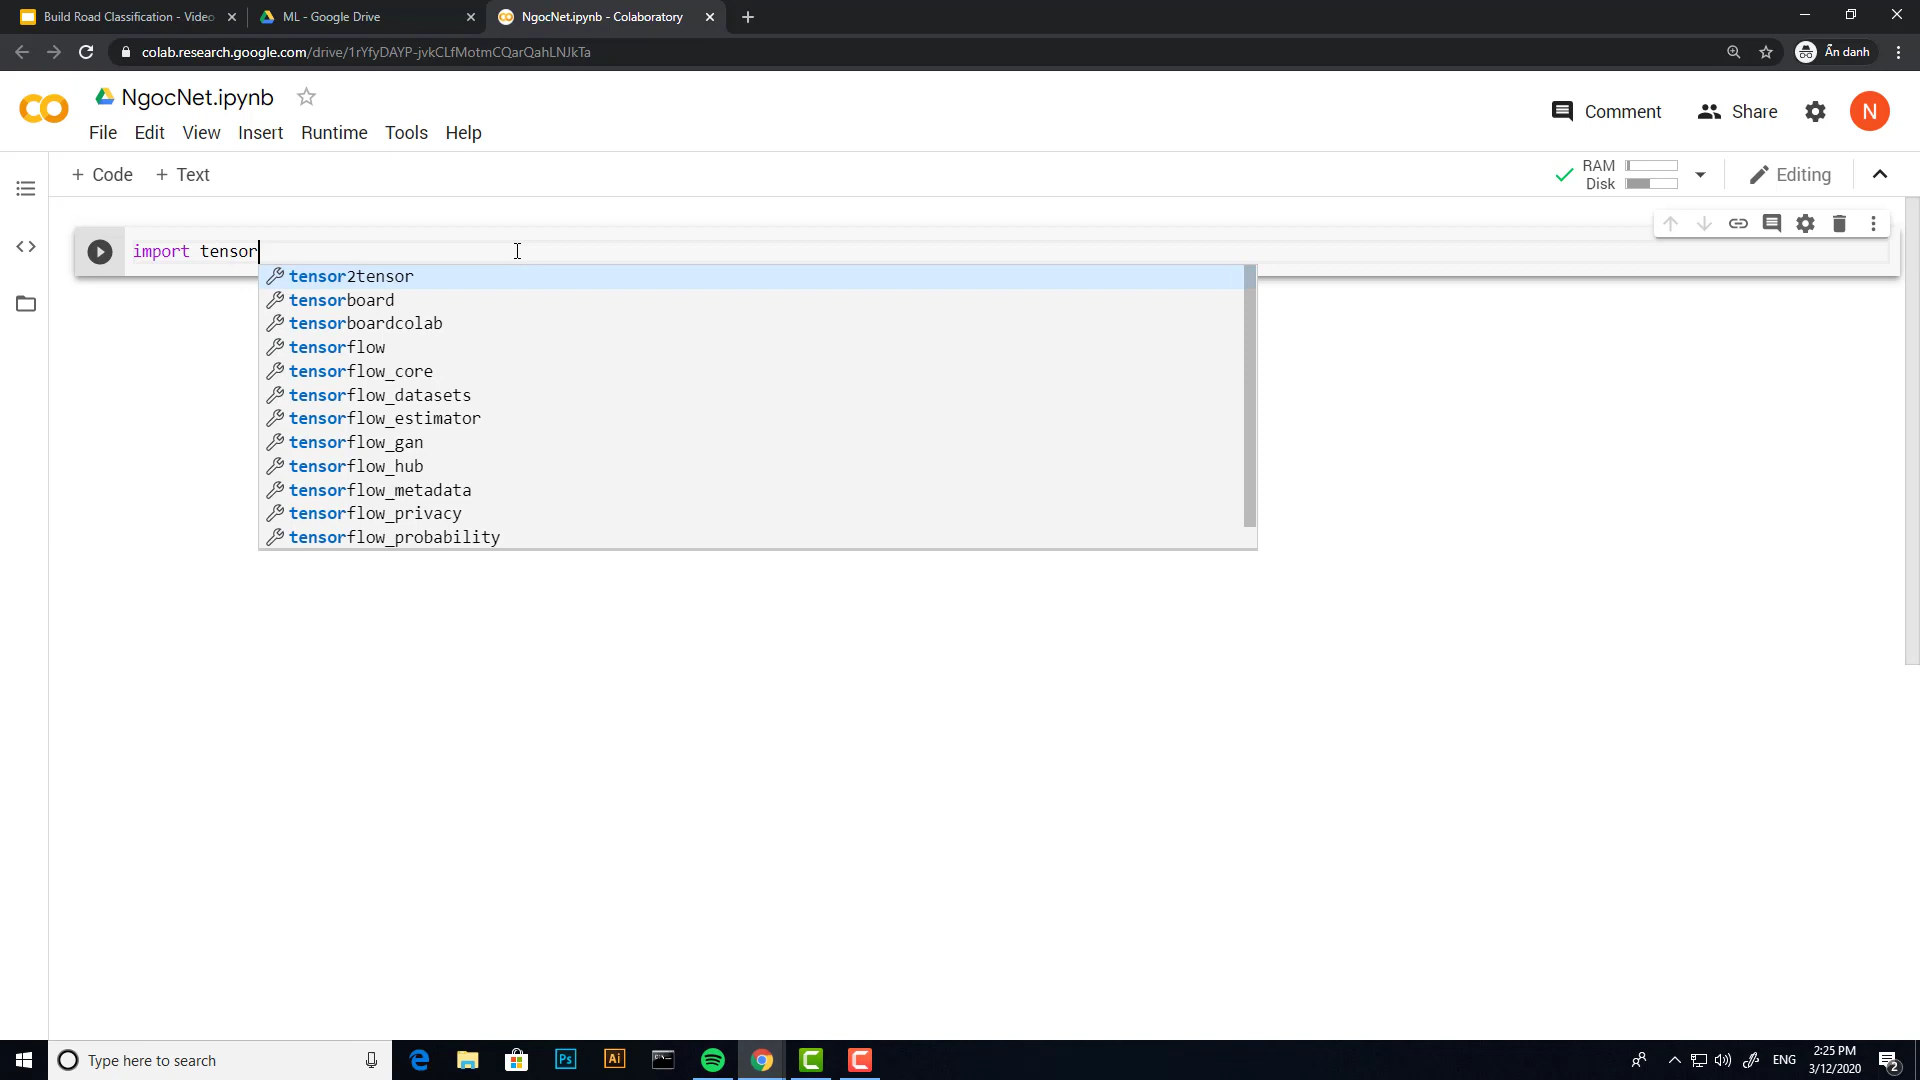 Build Road Classification - Video
ML - Google Drive
NgocNet.ipynb - Colaboratory
colab.research.google.com/drive/1rYfyDAYP-jvkCLfMotmCQarQahLNJkTa
Ẩn danh
NgocNet.ipynb
Comment
Share
N
File Edit View Insert Runtime Tools Help
+ Code + Text
RAM
Disk
Editing
import tensor
tensor2tensor
tensorboard
tensorboardcolab
tensorflow
tensorflow_core
tensorflow_datasets
tensorflow_estimator
tensorflow_gan
tensorflow_hub
tensorflow_metadata
tensorflow_privacy
tensorflow_probability
Type here to search
Ps
Ai
ENG
2:25 PM
3/12/2020
2